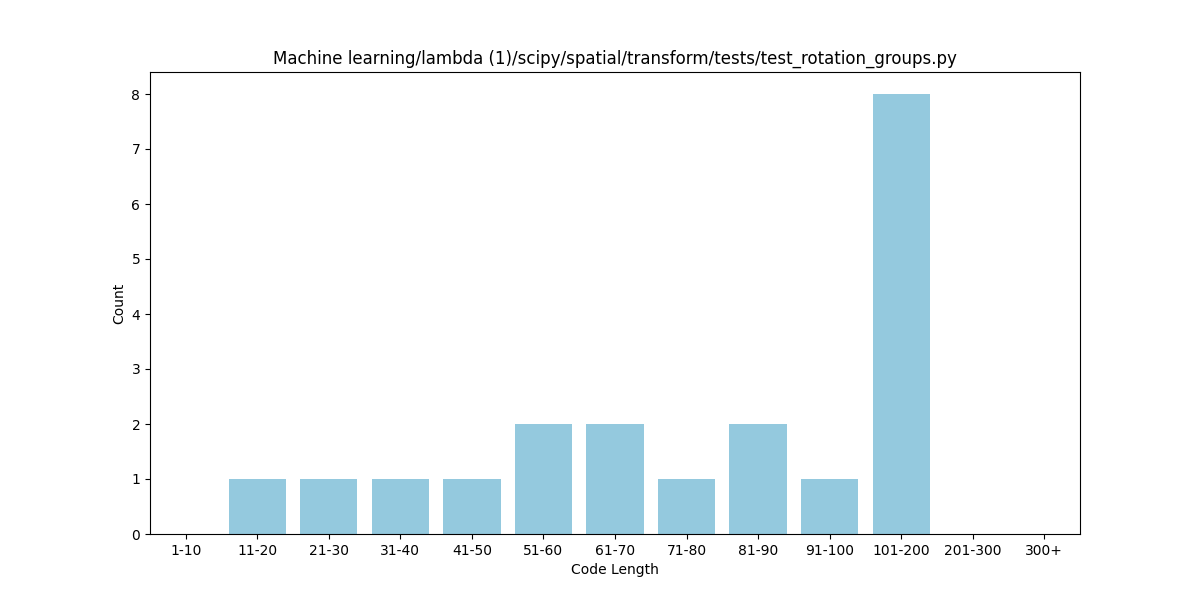 Machine learning/lambda (1)/scipy/spatial/transform/tests/test_rotation_groups.py
8
7
6
5
4
3
2
1
0
Count
1-10 11-20 21-30 31-40 41-50 51-60 61-70 71-80 81-90 91-100 101-200 201-300 300+
Code Length